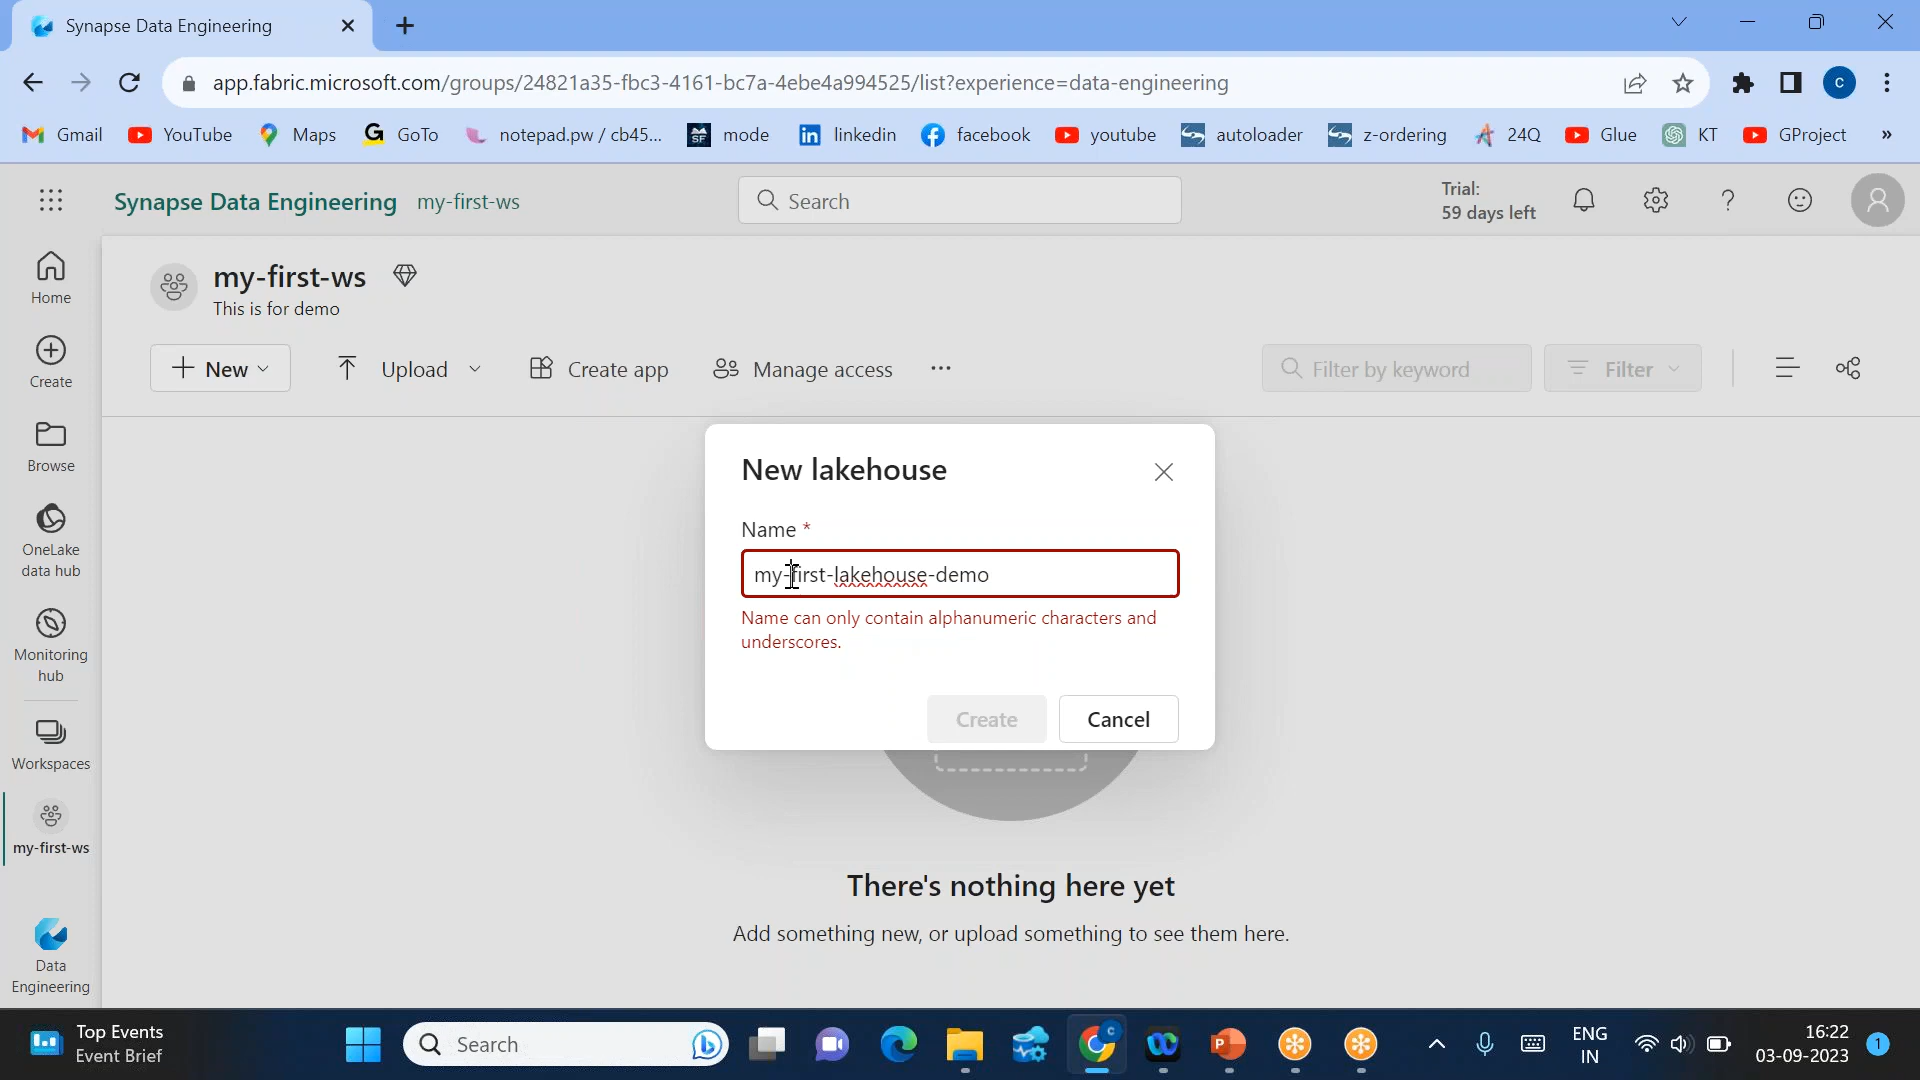 Synapse Data Engineering
app.fabric.microsoft.com/groups/24821a35-fbc3-4161-bc7a-4ebe4a994525/list?experience=data-engineering
C
Gmail YouTube Maps GoTo notepad.pw / cb45... mode linkedin facebook youtube autoloader z-ordering 24Q Glue KT GProject »
Synapse Data Engineering my-first-ws
Search
Trial:
59 days left
Home
Create
Browse
OneLake
data hub
Monitoring
hub
Workspaces
my-first-ws
Data
Engineering
my-first-ws
This is for demo
New Upload Create app Manage access ...
Filter by keyword Filter
New lakehouse
Name *
my-first-lakehouse-demo
Name can only contain alphanumeric characters and
underscores.
Create Cancel
There's nothing here yet
Add something new, or upload something to see them here.
Top Events
Event Brief
Search
ENG
IN
16:22
03-09-2023
1